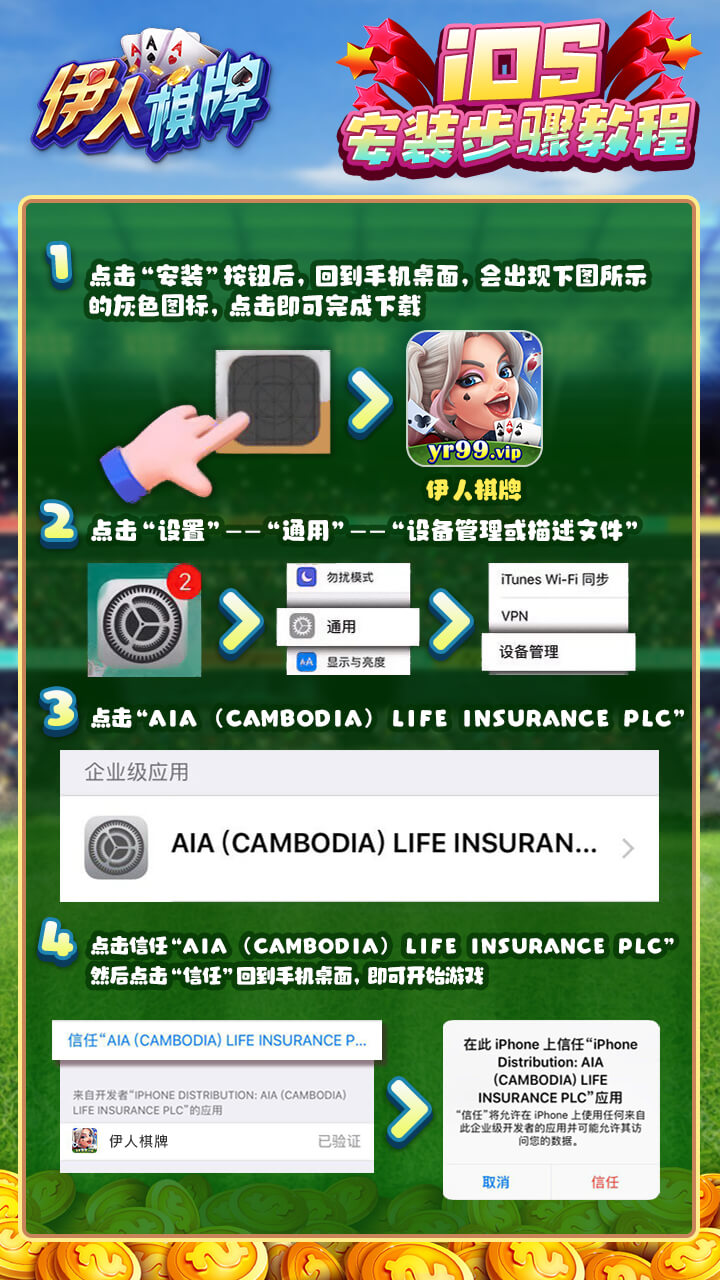 伊人棋牌
iOS
安装步骤教程
1
点击“安装”按钮后，回到手机桌面，会出现下图所示
的灰色图标，点击即可完成下载
yr99.vip
伊人棋牌
2
点击“设置”——“通用”——“设备管理或描述文件”
2
勿扰模式
通用
AA 显示与亮度
iTunes Wi-Fi 同步
VPN
设备管理
3
点击“AIA（CAMBODIA）LIFE INSURANCE PLC”
企业级应用
AIA (CAMBODIA) LIFE INSURAN...
4
点击信任“AIA（CAMBODIA）LIFE INSURANCE PLC”
然后点击“信任”回到手机桌面，即可开始游戏
信任“AIA (CAMBODIA) LIFE INSURANCE P...
来自开发者“IPHONE DISTRIBUTION: AIA (CAMBODIA)
LIFE INSURANCE PLC”的应用
伊人棋牌 已验证
在此 iPhone 上信任“iPhone
Distribution: AIA
(CAMBODIA) LIFE
INSURANCE PLC”应用
“信任”将允许在 iPhone 上使用任何来自
此企业级开发者的应用并可能允许其访
问您的数据。
取消 信任